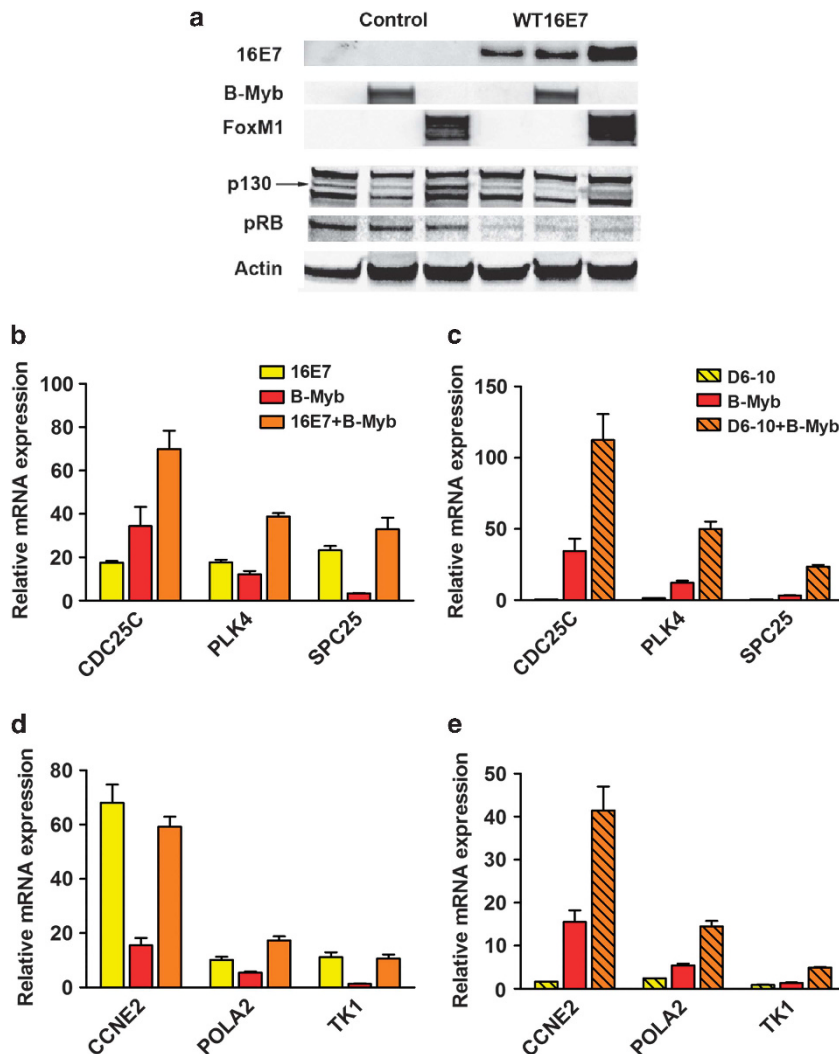 a
Control WT16E7
16E7
B-Myb
FoxM1
p130
pRB
Actin
b
Relative mRNA expression
100
80
60
40
20
0
16E7
B-Myb
16E7+B-Myb
CDC25C
PLK4
SPC25
c
Relative mRNA expression
150
100
50
0
D6-10
B-Myb
D6-10+B-Myb
CDC25C
PLK4
SPC25
d
Relative mRNA expression
80
60
40
20
0
CCNE2
POLA2
TK1
e
Relative mRNA expression
50
40
30
20
10
0
CCNE2
POLA2
TK1